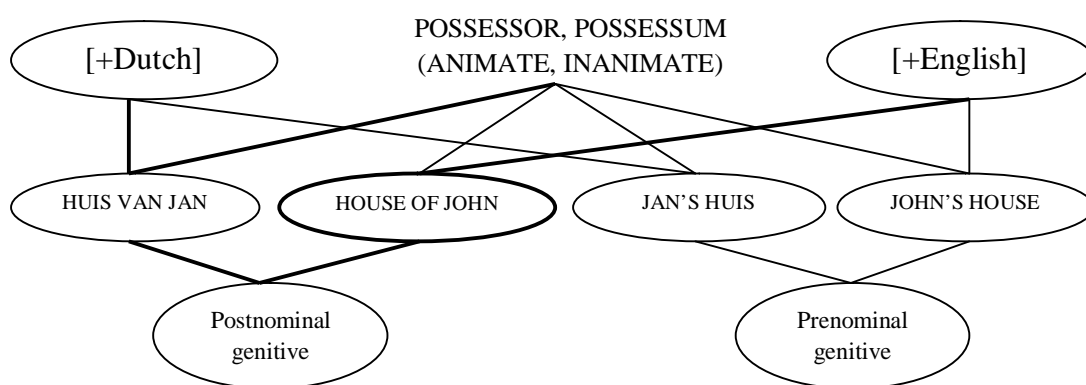 [+Dutch]
POSSESSOR, POSSESSUM
(ANIMATE, INANIMATE)
[+English]
HUIS VAN JAN
HOUSE OF JOHN
JAN'S HUIS
JOHN'S HOUSE
Postnominal
genitive
Prenominal
genitive